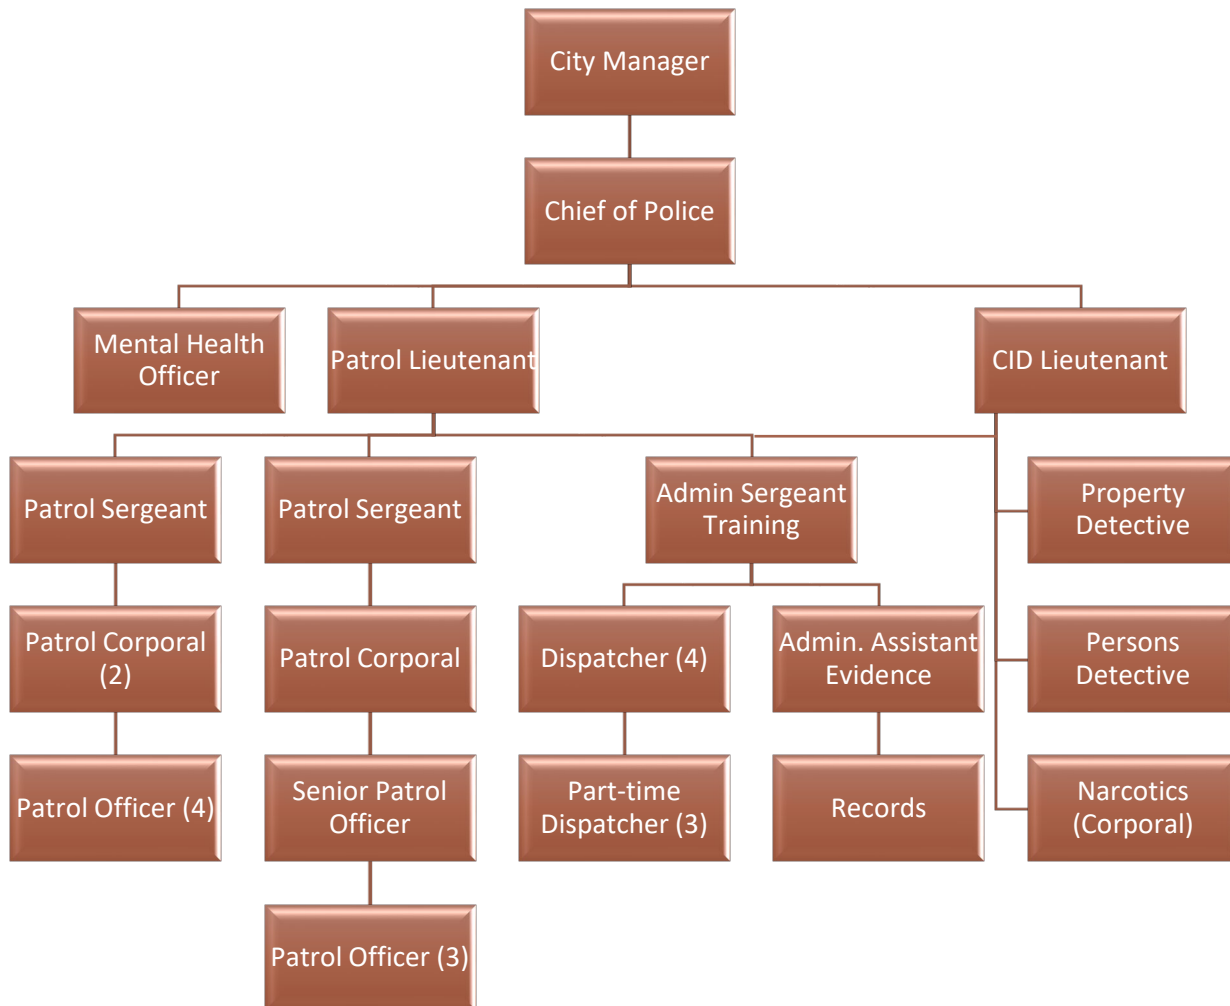 City Manager
Chief of Police
Mental Health
Officer
Patrol Lieutenant
CID Lieutenant
Patrol Sergeant
Patrol Sergeant
Admin Sergeant
Training
Property
Detective
Patrol Corporal
(2)
Patrol Corporal
Dispatcher (4)
Admin. Assistant
Evidence
Persons
Detective
Patrol Officer (4)
Senior Patrol
Officer
Part-time
Dispatcher (3)
Records
Narcotics
(Corporal)
Patrol Officer (3)